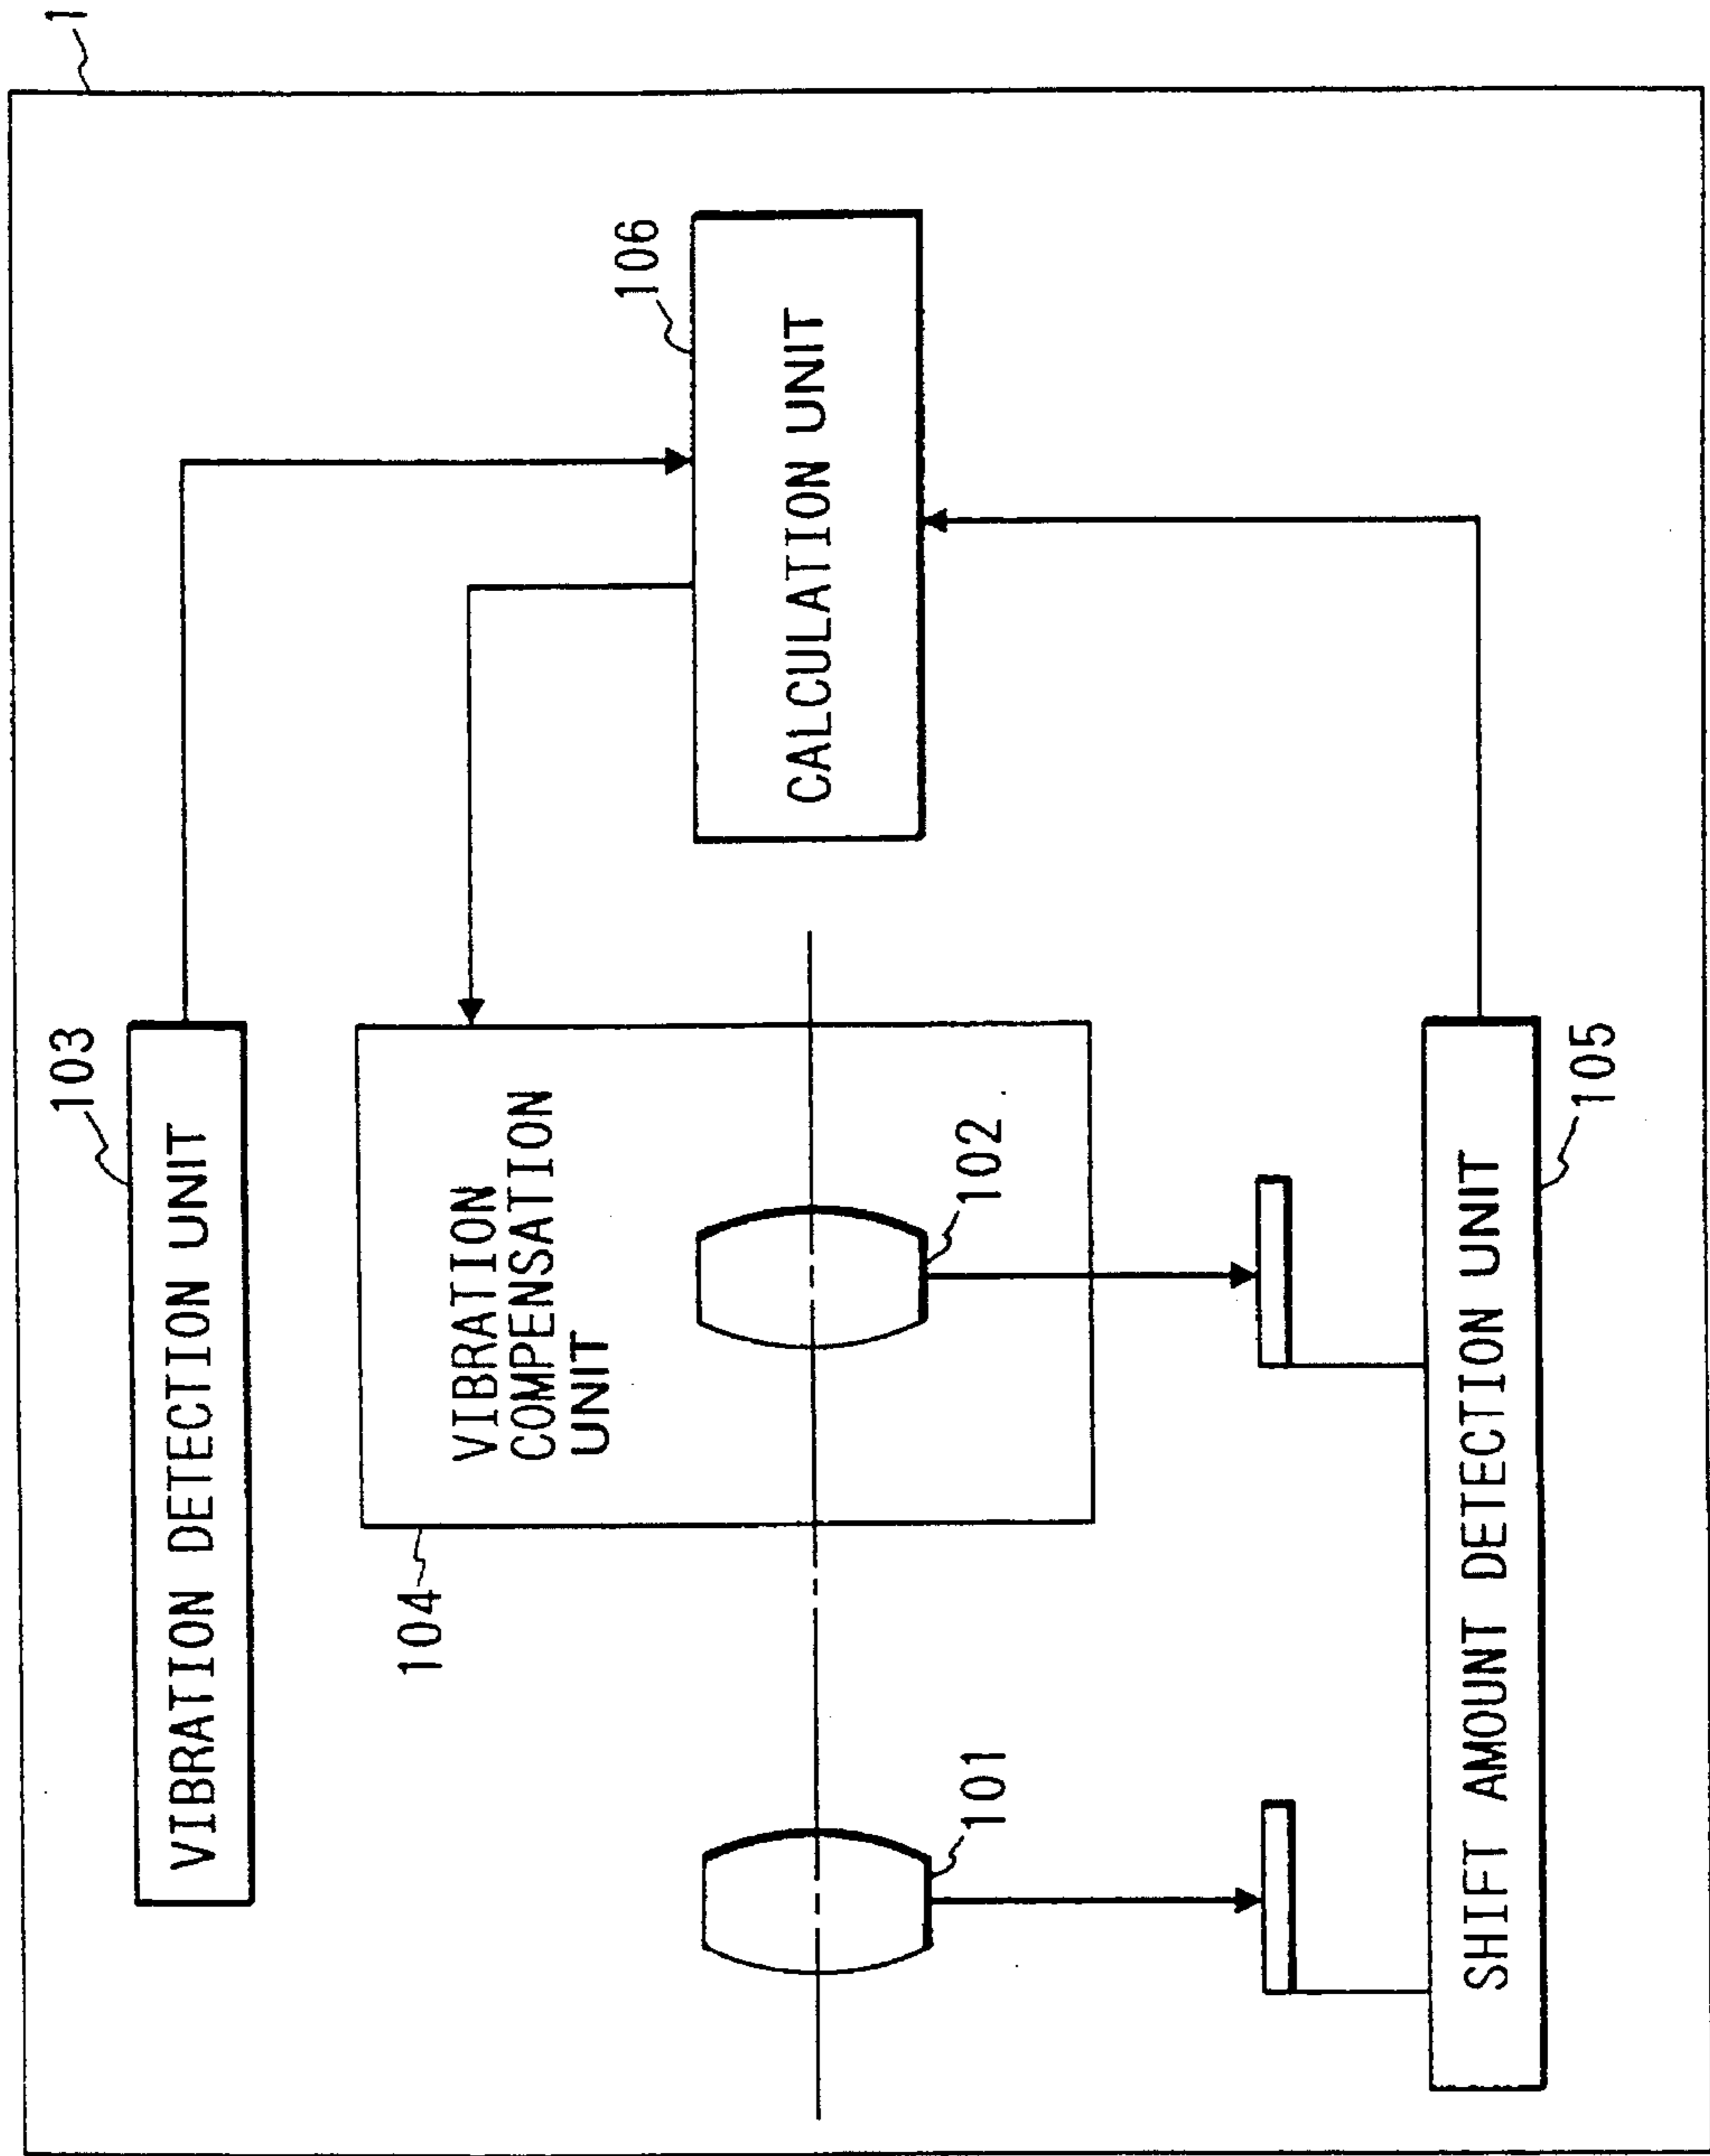 1
103
VIBRATION DETECTION UNIT
104
VIBRATION
COMPENSATION
UNIT
106
CALCULATION UNIT
101
102
SHIFT AMOUNT DETECTION UNIT
105